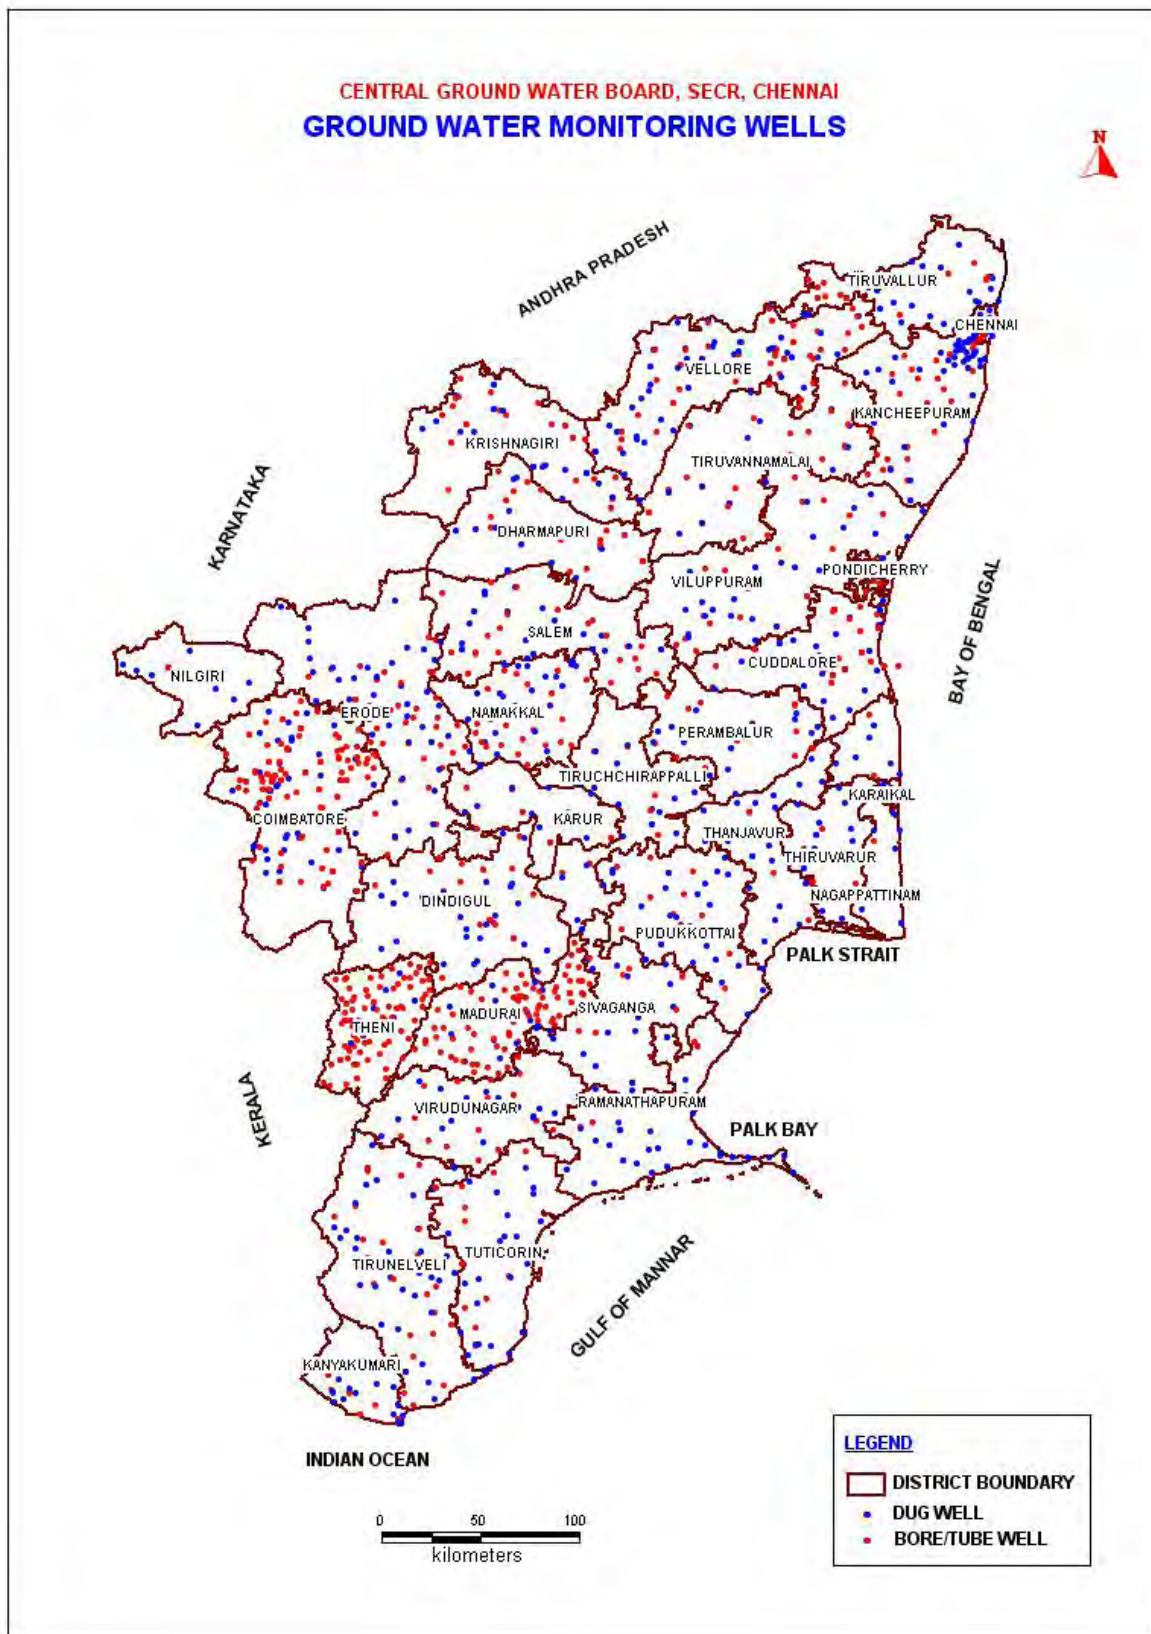 CENTRAL GROUND WATER BOARD, SECR, CHENNAI
GROUND WATER MONITORING WELLS
N
ANDHRA PRADESH
TIRUVALLUR
CHENNAI
VELLORE
KANCHEEPURAM
KRISHNAGIRI
TIRUVANNAMALAI
KARNATAKA
DHARMAPURI
PONDICHERRY
VILUPPURAM
BAY OF BENGAL
SALEM
CUDDALORE
NILGIRI
ERODE
NAMAKKAL
PERAMBALUR
TIRUCHCHIRAPPALLI
KARAIKAL
COIMBATORE
KARUR
THANJAVUR
THIRUVARUR
DINDIGUL
NAGAPPATTINAM
PUDUKKOTTAI
PALK STRAIT
THENI
MADURAI
SIVAGANGA
KERALA
VIRUDUNAGAR
RAMANATHAPURAM
PALK BAY
TUTICORIN
TIRUNELVELI
GULF OF MANNAR
KANYAKUMARI
INDIAN OCEAN
LEGEND
DISTRICT BOUNDARY
DUG WELL
BORE/TUBE WELL
0 50 100
kilometers